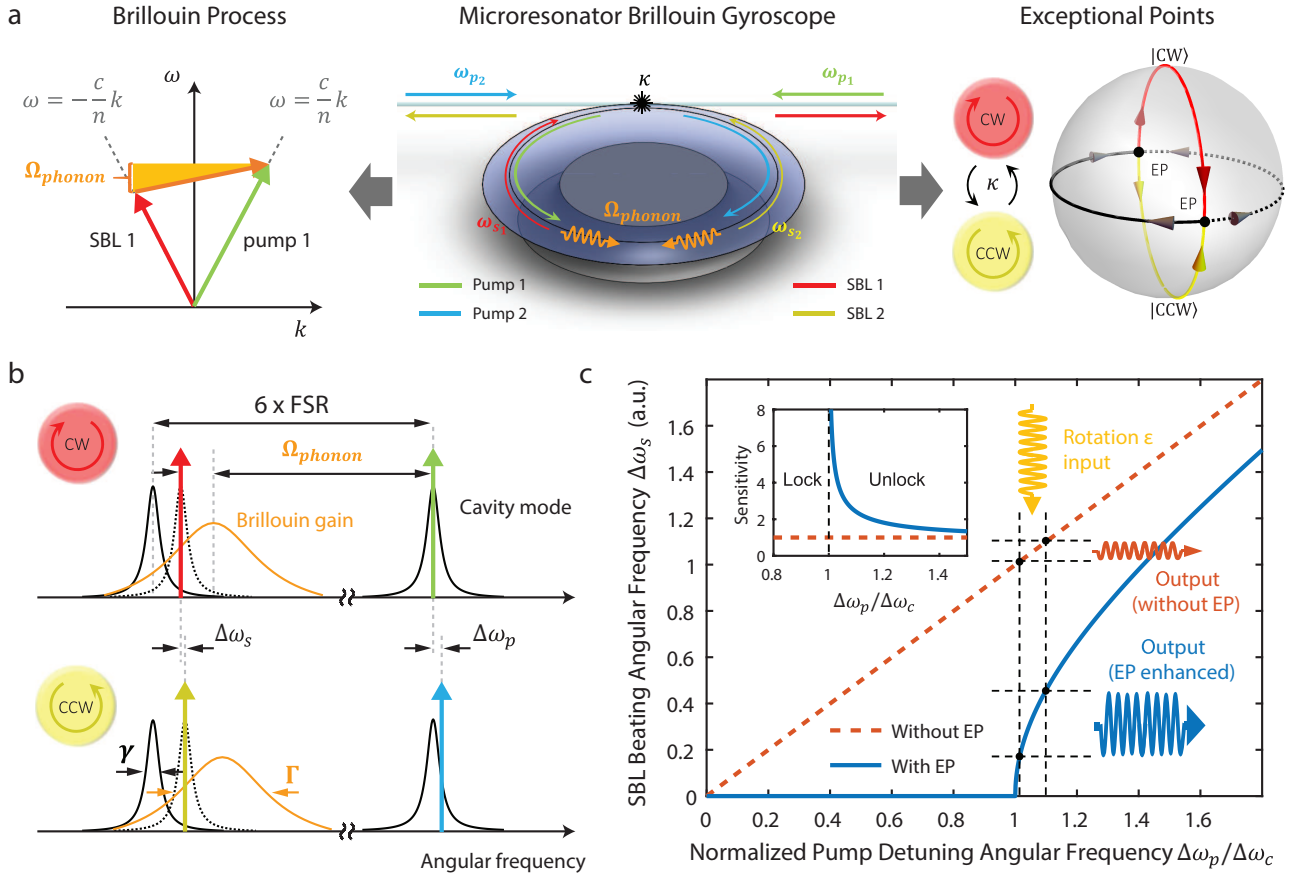 a
Brillouin Process
Microresonator Brillouin Gyroscope
Exceptional Points
ω
ω = −c/n k
ω = c/n k
Ω_phonon
SBL 1
pump 1
k
ω_p2
κ
ω_p1
Ω_phonon
ω_s1
ω_s2
Pump 1
SBL 1
Pump 2
SBL 2
CW
κ
CCW
|CW⟩
EP
EP
|CCW⟩
b
6 x FSR
CW
Ω_phonon
Brillouin gain
Cavity mode
Δω_s
Δω_p
CCW
γ
Γ
Angular frequency
c
SBL Beating Angular Frequency Δω_s (a.u.)
1.6
1.4
1.2
1
0.8
0.6
0.4
0.2
0
0
0.2
0.4
0.6
0.8
1
1.2
1.4
1.6
Normalized Pump Detuning Angular Frequency Δω_p/Δω_c
Sensitivity
8
6
4
2
0
0.8
1.0
1.2
1.4
Δω_p/Δω_c
Lock
Unlock
Rotation ε
input
Output
(without EP)
Output
(EP enhanced)
Without EP
With EP